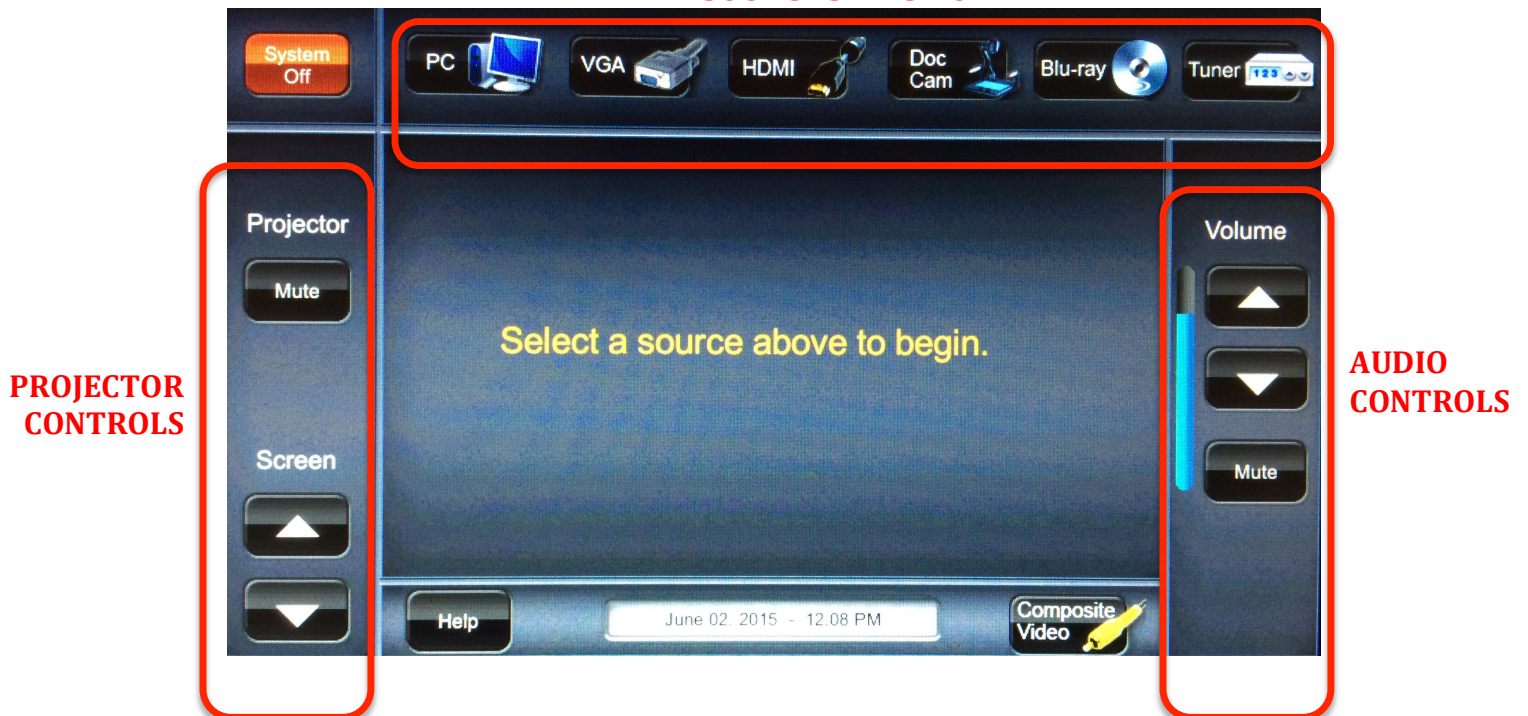 System
Off
PC
VGA
HDMI
Doc
Cam
Blu-ray
Tuner
123
Projector
Mute
Volume
Select a source above to begin.
PROJECTOR
CONTROLS
AUDIO
CONTROLS
Screen
Mute
Help
June 02. 2015 - 12.08 PM
Composite
Video